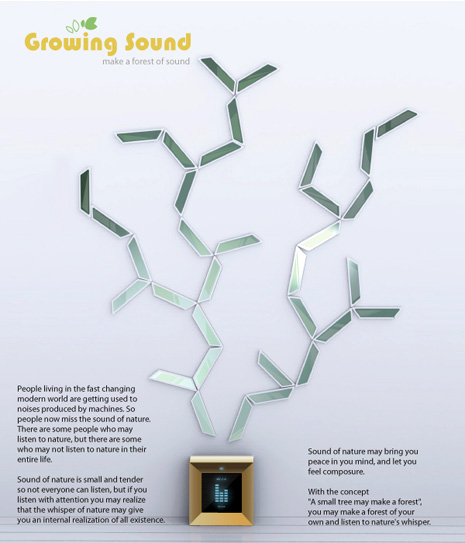 Growing Sound
make a forest of sound
People living in the fast changing
modern world are getting used to
noises produced by machines. So
people now miss the sound of nature.
There are some people who may
listen to nature, but there are some
who may not listen to nature in their
entire life.
Sound of nature is small and tender
so not everyone can listen, but if you
listen with attention you may realize
that the whisper of nature may give
you an internal realization of all existence.
Sound of nature may bring you
peace in you mind, and let you
feel composure.
With the concept
"A small tree may make a forest",
you may make a forest of your
own and listen to nature's whisper.